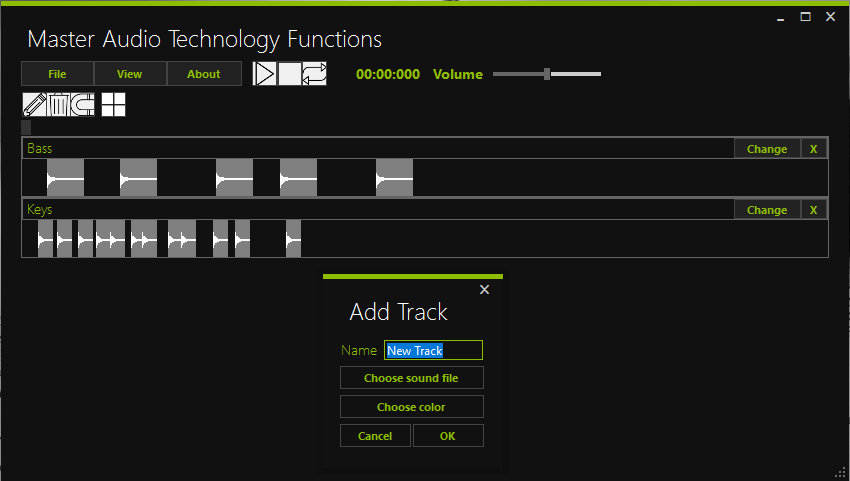 Master Audio Technology Functions
File View About 00:00:000 Volume
Bass Change X
Keys Change X
Add Track
Name New Track
Choose sound file
Choose color
Cancel OK